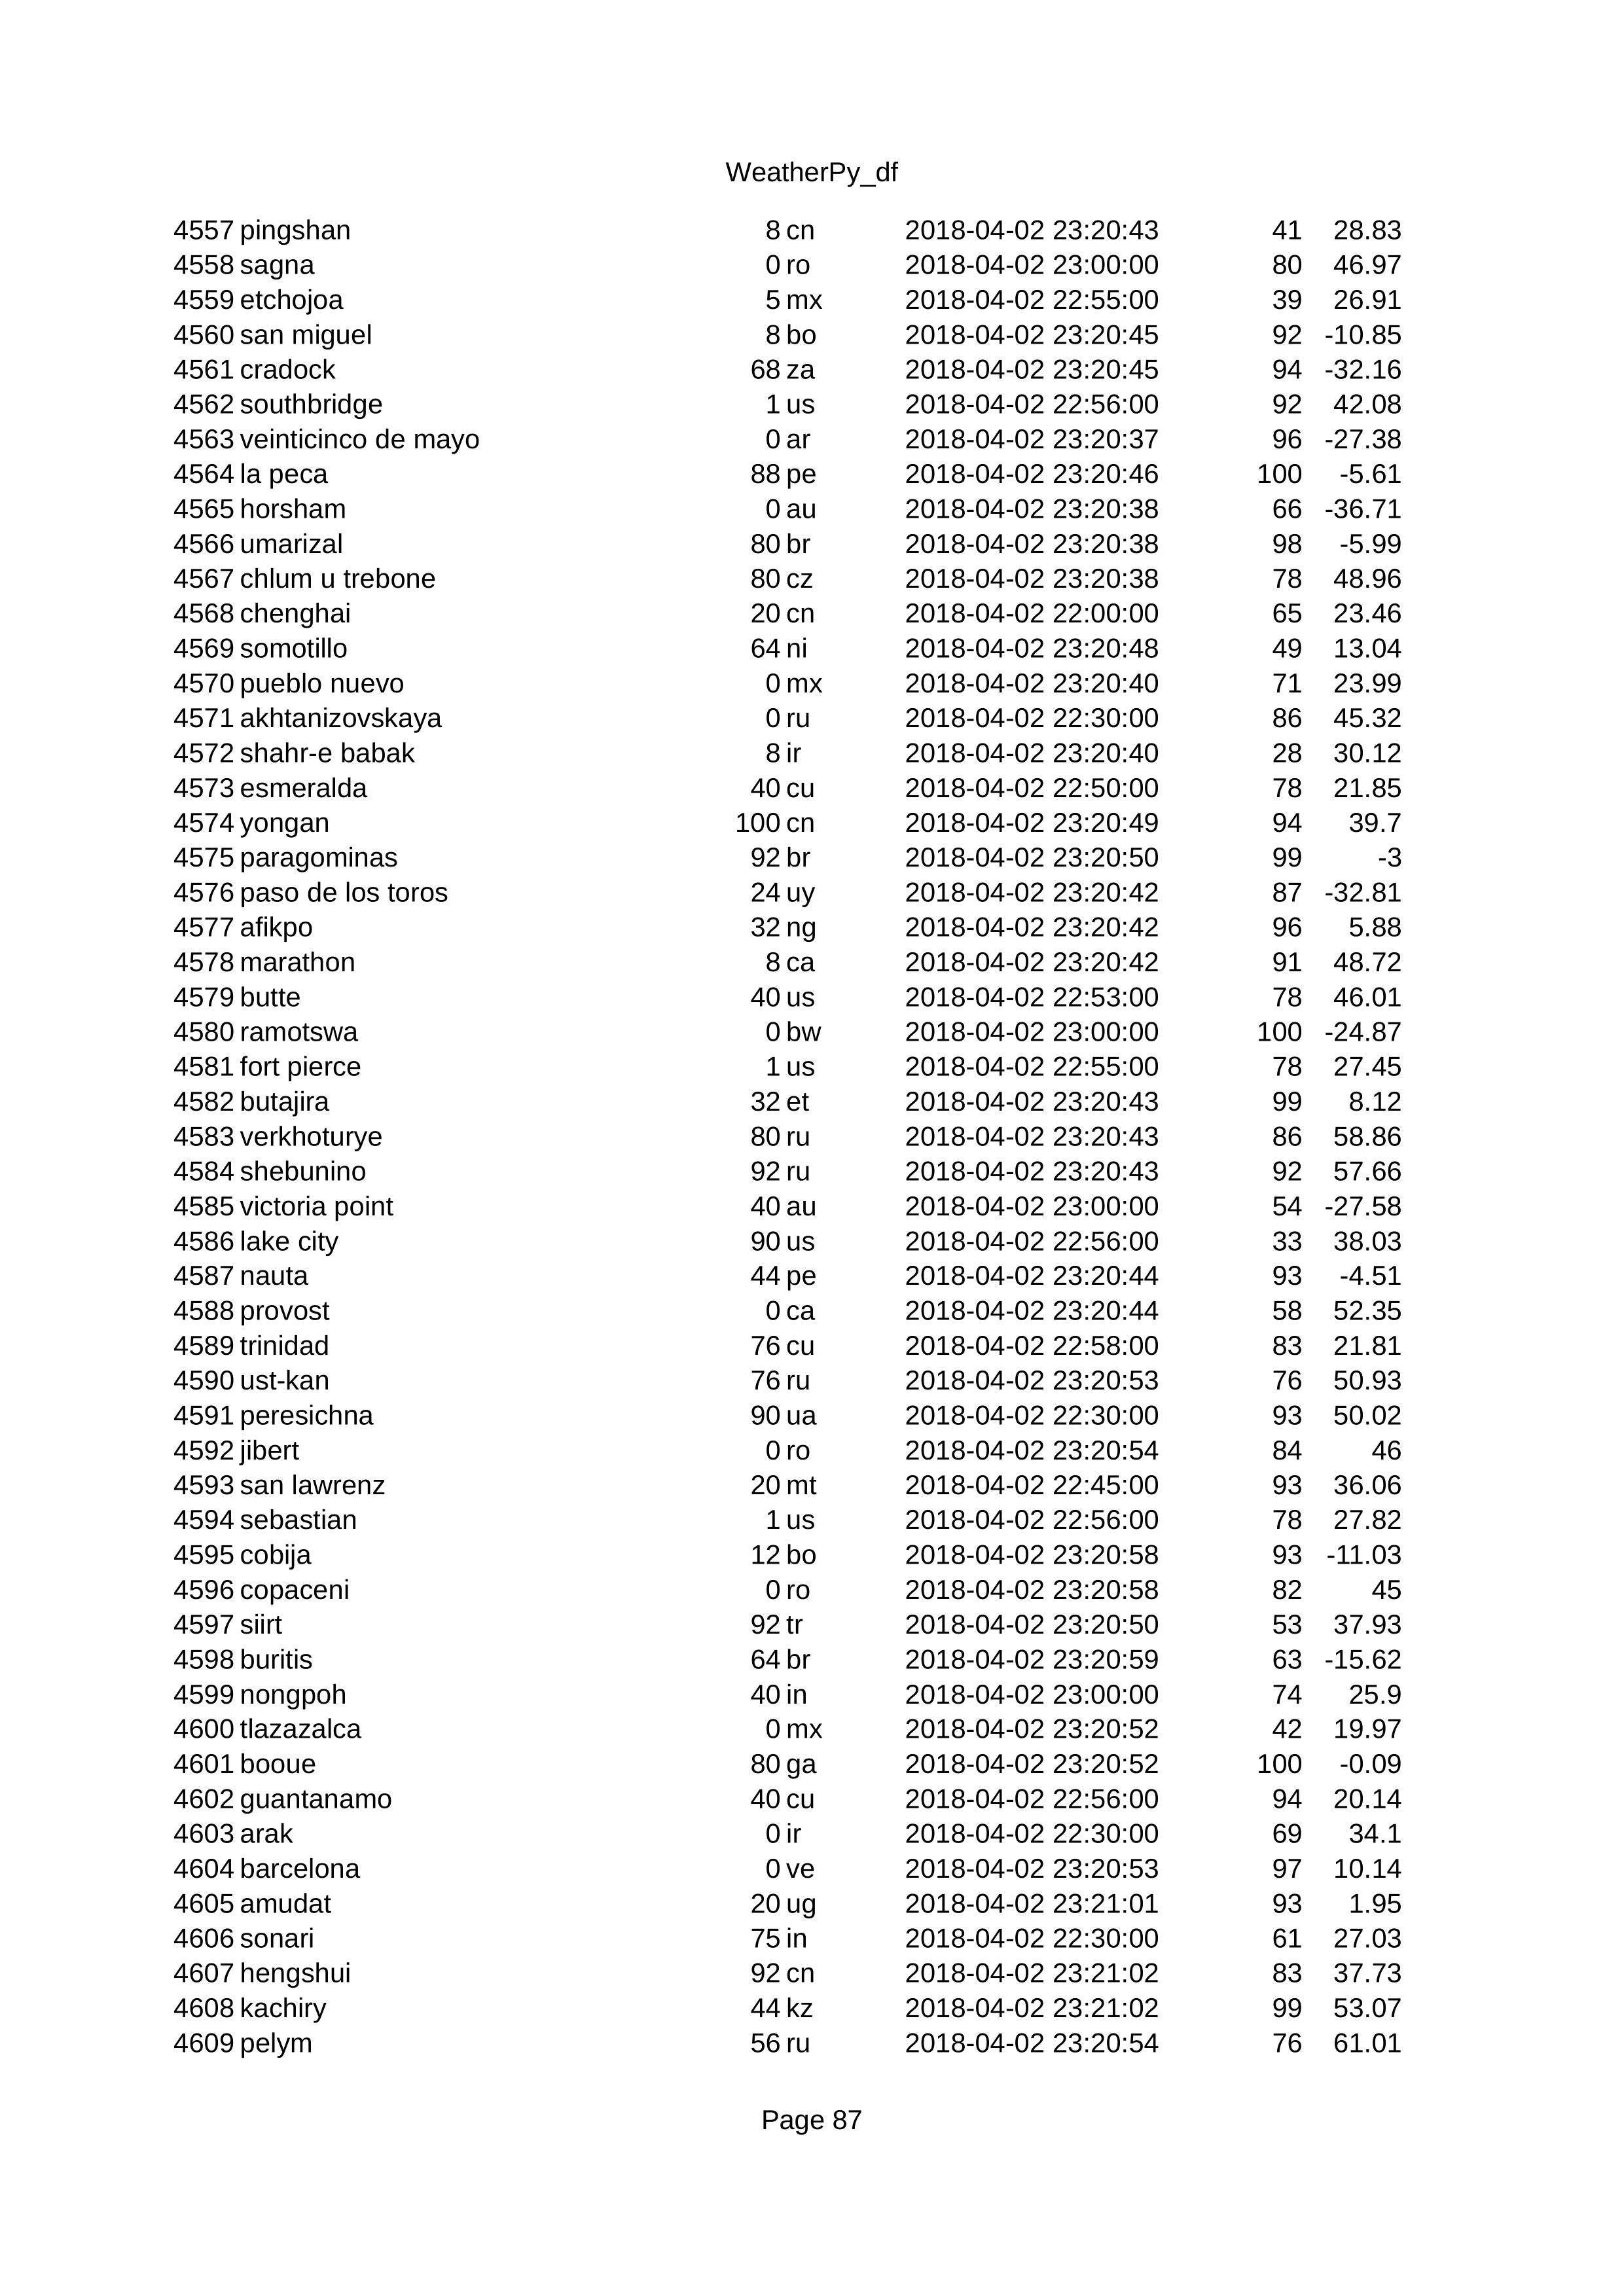 WeatherPy_df
4557 pingshan 8 cn 2018-04-02 23:20:43 41 28.83
4558 sagna 0 ro 2018-04-02 23:00:00 80 46.97
4559 etchojoa 5 mx 2018-04-02 22:55:00 39 26.91
4560 san miguel 8 bo 2018-04-02 23:20:45 92 -10.85
4561 cradock 68 za 2018-04-02 23:20:45 94 -32.16
4562 southbridge 1 us 2018-04-02 22:56:00 92 42.08
4563 veinticinco de mayo 0 ar 2018-04-02 23:20:37 96 -27.38
4564 la peca 88 pe 2018-04-02 23:20:46 100 -5.61
4565 horsham 0 au 2018-04-02 23:20:38 66 -36.71
4566 umarizal 80 br 2018-04-02 23:20:38 98 -5.99
4567 chlum u trebone 80 cz 2018-04-02 23:20:38 78 48.96
4568 chenghai 20 cn 2018-04-02 22:00:00 65 23.46
4569 somotillo 64 ni 2018-04-02 23:20:48 49 13.04
4570 pueblo nuevo 0 mx 2018-04-02 23:20:40 71 23.99
4571 akhtanizovskaya 0 ru 2018-04-02 22:30:00 86 45.32
4572 shahr-e babak 8 ir 2018-04-02 23:20:40 28 30.12
4573 esmeralda 40 cu 2018-04-02 22:50:00 78 21.85
4574 yongan 100 cn 2018-04-02 23:20:49 94 39.7
4575 paragominas 92 br 2018-04-02 23:20:50 99 -3
4576 paso de los toros 24 uy 2018-04-02 23:20:42 87 -32.81
4577 afikpo 32 ng 2018-04-02 23:20:42 96 5.88
4578 marathon 8 ca 2018-04-02 23:20:42 91 48.72
4579 butte 40 us 2018-04-02 22:53:00 78 46.01
4580 ramotswa 0 bw 2018-04-02 23:00:00 100 -24.87
4581 fort pierce 1 us 2018-04-02 22:55:00 78 27.45
4582 butajira 32 et 2018-04-02 23:20:43 99 8.12
4583 verkhoturye 80 ru 2018-04-02 23:20:43 86 58.86
4584 shebunino 92 ru 2018-04-02 23:20:43 92 57.66
4585 victoria point 40 au 2018-04-02 23:00:00 54 -27.58
4586 lake city 90 us 2018-04-02 22:56:00 33 38.03
4587 nauta 44 pe 2018-04-02 23:20:44 93 -4.51
4588 provost 0 ca 2018-04-02 23:20:44 58 52.35
4589 trinidad 76 cu 2018-04-02 22:58:00 83 21.81
4590 ust-kan 76 ru 2018-04-02 23:20:53 76 50.93
4591 peresichna 90 ua 2018-04-02 22:30:00 93 50.02
4592 jibert 0 ro 2018-04-02 23:20:54 84 46
4593 san lawrenz 20 mt 2018-04-02 22:45:00 93 36.06
4594 sebastian 1 us 2018-04-02 22:56:00 78 27.82
4595 cobija 12 bo 2018-04-02 23:20:58 93 -11.03
4596 copaceni 0 ro 2018-04-02 23:20:58 82 45
4597 siirt 92 tr 2018-04-02 23:20:50 53 37.93
4598 buritis 64 br 2018-04-02 23:20:59 63 -15.62
4599 nongpoh 40 in 2018-04-02 23:00:00 74 25.9
4600 tlazazalca 0 mx 2018-04-02 23:20:52 42 19.97
4601 booue 80 ga 2018-04-02 23:20:52 100 -0.09
4602 guantanamo 40 cu 2018-04-02 22:56:00 94 20.14
4603 arak 0 ir 2018-04-02 22:30:00 69 34.1
4604 barcelona 0 ve 2018-04-02 23:20:53 97 10.14
4605 amudat 20 ug 2018-04-02 23:21:01 93 1.95
4606 sonari 75 in 2018-04-02 22:30:00 61 27.03
4607 hengshui 92 cn 2018-04-02 23:21:02 83 37.73
4608 kachiry 44 kz 2018-04-02 23:21:02 99 53.07
4609 pelym 56 ru 2018-04-02 23:20:54 76 61.01
Page 87